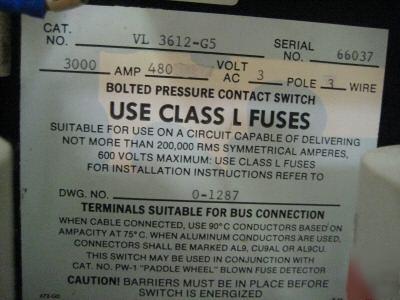 CAT. NO. VL 3612-G5 SERIAL NO. 66037
3000 AMP 480 VOLT AC 3 POLE 3 WIRE
BOLTED PRESSURE CONTACT SWITCH
USE CLASS L FUSES
SUITABLE FOR USE ON A CIRCUIT CAPABLE OF DELIVERING
NOT MORE THAN 200,000 RMS SYMMETRICAL AMPERES,
600 VOLTS MAXIMUM: USE CLASS L FUSES
FOR INSTALLATION INSTRUCTIONS REFER TO
DWG. NO. 0-1287
TERMINALS SUITABLE FOR BUS CONNECTION
WHEN CABLE CONNECTED, USE 90°C CONDUCTORS BASED ON
AMPACITY AT 75°C. WHEN ALUMINUM CONDUCTORS ARE USED,
CONNECTORS SHALL BE MARKED AL9, CU9AL OR AL9CU.
THIS SWITCH MAY BE USED IN CONJUNCTION WITH
CAT. NO. PW-1 "PADDLE WHEEL" BLOWN FUSE DETECTOR
CAUTION! BARRIERS MUST BE IN PLACE BEFORE
SWITCH IS ENERGIZED